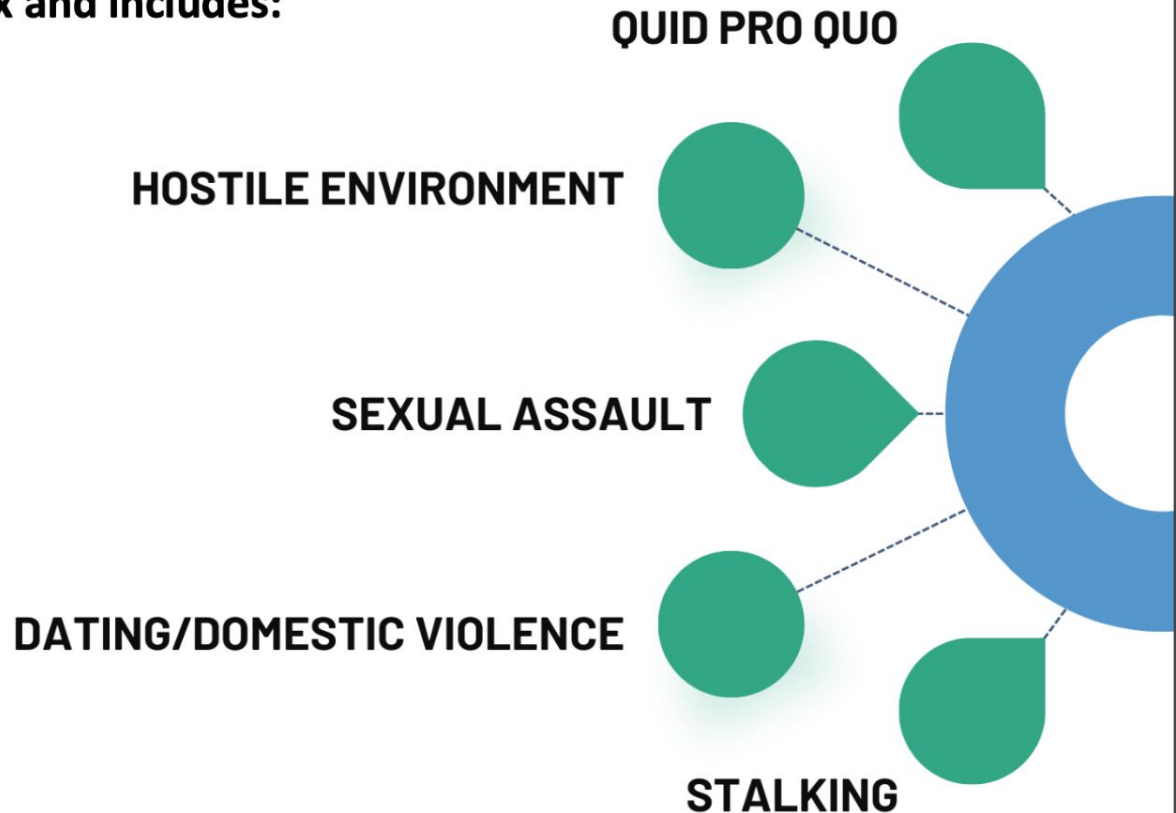 and includes:
QUID PRO QUO
HOSTILE ENVIRONMENT
SEXUAL ASSAULT
DATING/DOMESTIC VIOLENCE
STALKING